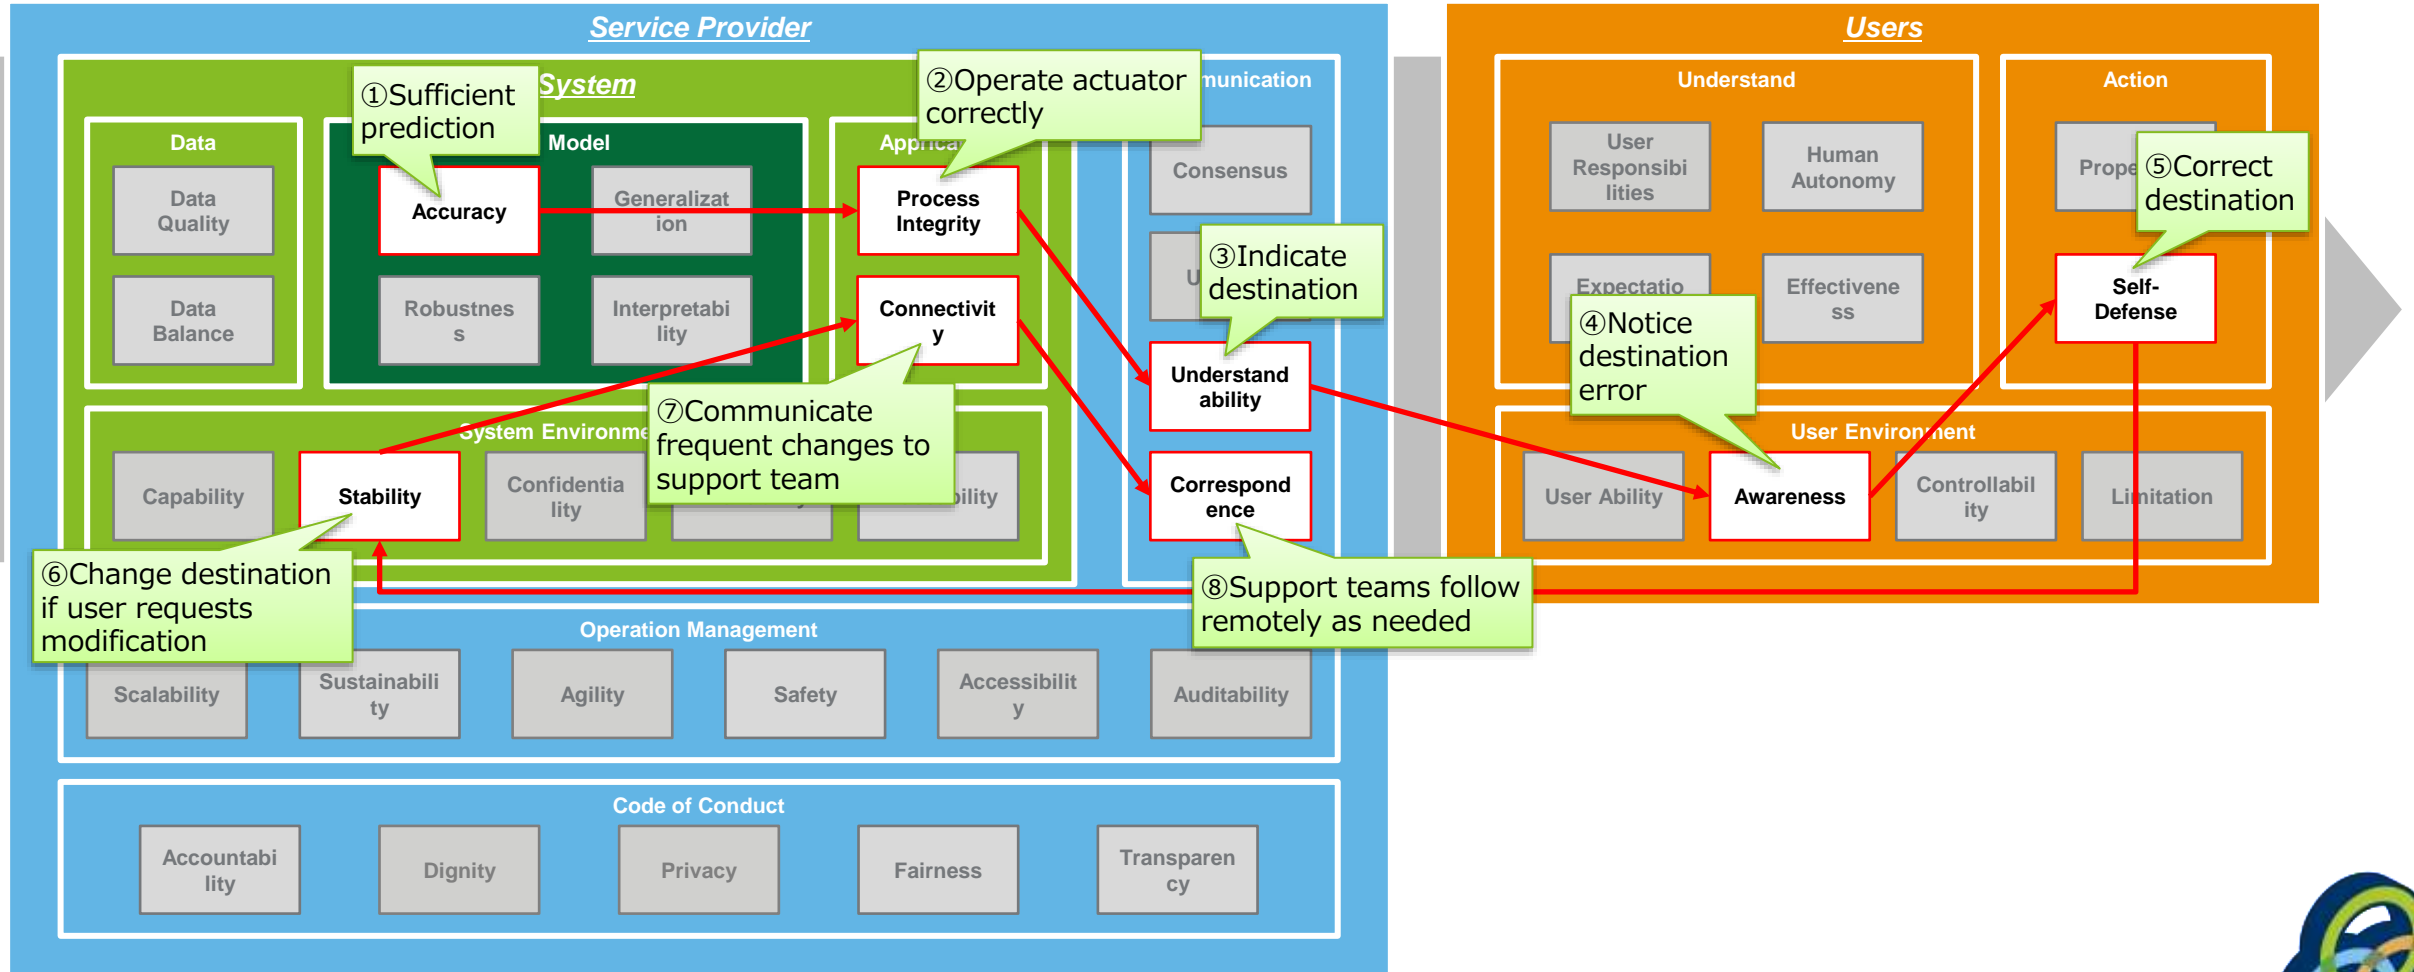 Service Provider
System
①Sufficient
prediction
②Operate actuator
correctly
munication
Data
Data
Quality
Data
Balance
Model
Accuracy
Generalizat
ion
Robustnes
s
Interpretabi
lity
Process
Integrity
Connectivit
y
Consensus
③Indicate
destination
Understand
ability
Correspond
ence
⑦Communicate
frequent changes to
support team
System Environme
Capability
Stability
Confidentia
lity
bility
⑥Change destination
if user requests
modification
⑧Support teams follow
remotely as needed
Operation Management
Scalability
Sustainabili
ty
Agility
Safety
Accessibilit
y
Auditability
Code of Conduct
Accountabi
lity
Dignity
Privacy
Fairness
Transparen
cy
Users
Understand
User
Responsibi
lities
Human
Autonomy
Expectatio
Effectivene
ss
④Notice
destination
error
Action
Prope
⑤Correct
destination
Self-
Defense
User Environment
User Ability
Awareness
Controllabil
ity
Limitation